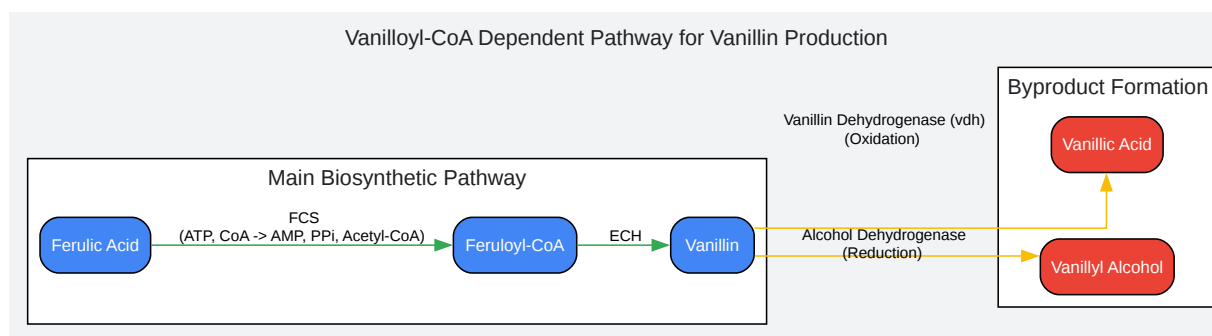 Vanilloyl-CoA Dependent Pathway for Vanillin Production
Byproduct Formation
Vanillin Dehydrogenase (vdh)
(Oxidation)
Vanillic Acid
Main Biosynthetic Pathway
FCS
(ATP, CoA -> AMP, PPi, Acetyl-CoA)
Ferulic Acid
Feruloyl-CoA
ECH
Vanillin
Alcohol Dehydrogenase
(Reduction)
Vanillyl Alcohol